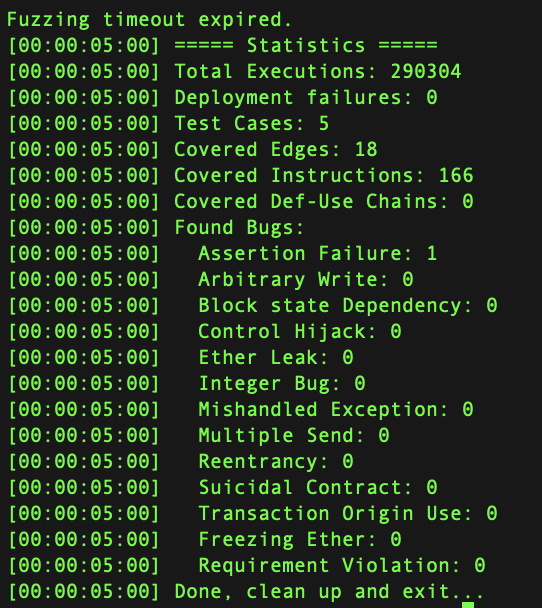 Fuzzing timeout expired.
[00:00:05:00] ===== Statistics =====
[00:00:05:00] Total Executions: 290304
[00:00:05:00] Deployment failures: 0
[00:00:05:00] Test Cases: 5
[00:00:05:00] Covered Edges: 18
[00:00:05:00] Covered Instructions: 166
[00:00:05:00] Covered Def-Use Chains: 0
[00:00:05:00] Found Bugs:
[00:00:05:00]   Assertion Failure: 1
[00:00:05:00]   Arbitrary Write: 0
[00:00:05:00]   Block state Dependency: 0
[00:00:05:00]   Control Hijack: 0
[00:00:05:00]   Ether Leak: 0
[00:00:05:00]   Integer Bug: 0
[00:00:05:00]   Mishandled Exception: 0
[00:00:05:00]   Multiple Send: 0
[00:00:05:00]   Reentrancy: 0
[00:00:05:00]   Suicidal Contract: 0
[00:00:05:00]   Transaction Origin Use: 0
[00:00:05:00]   Freezing Ether: 0
[00:00:05:00]   Requirement Violation: 0
[00:00:05:00] Done, clean up and exit...